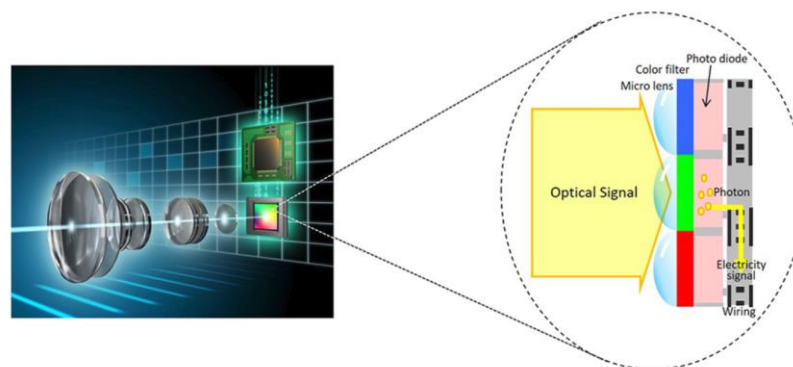 Photo diode
Color filter
Micro lens
Optical Signal
Photon
Electricity
signal
Wiring